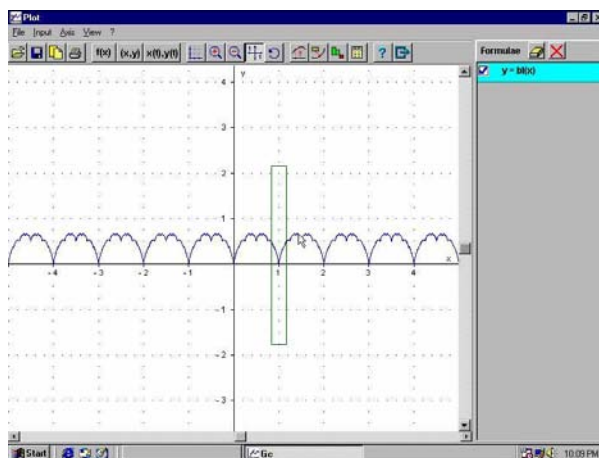 Plot
File Input Axis View ?
f(x) (x,y) x(t),y(t) ? Formulae
y = bl(x)
y
4
3
2
1
-4 -3 -2 -1 1 2 3 4 x
-1
-2
-3
Start Gc 10:09 PM